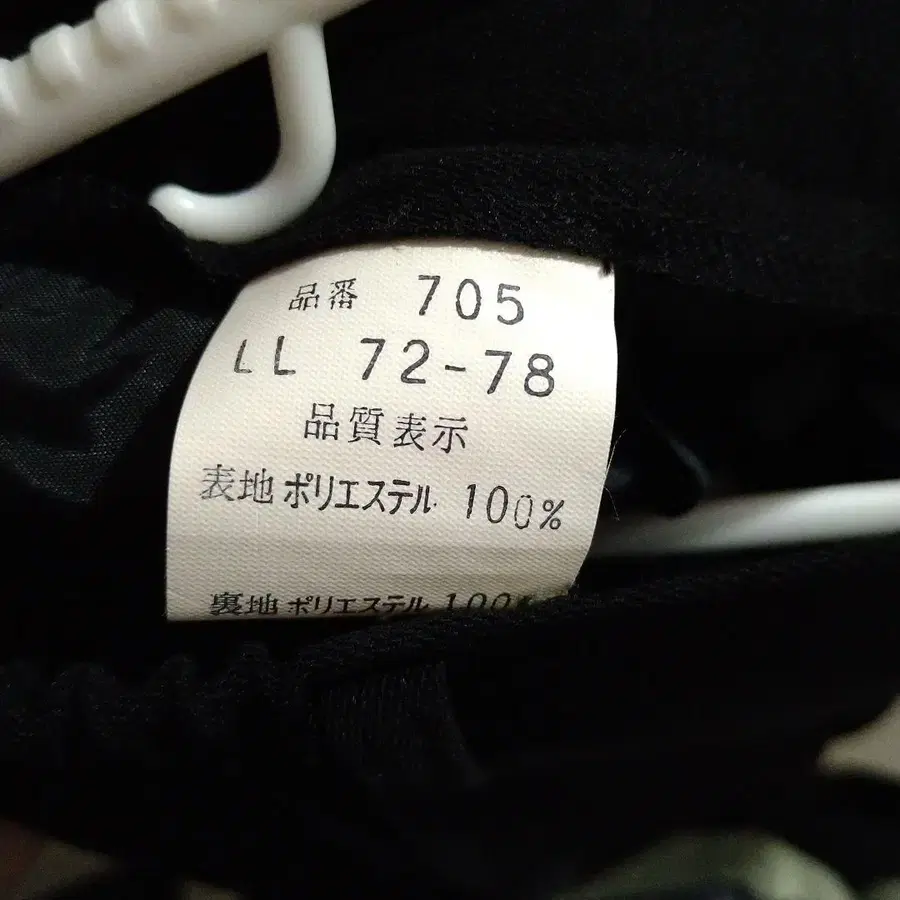 品番 705
LL 72-78
品質表示
表地 ポリエステル 100%
裏地 ポリエステル 100%